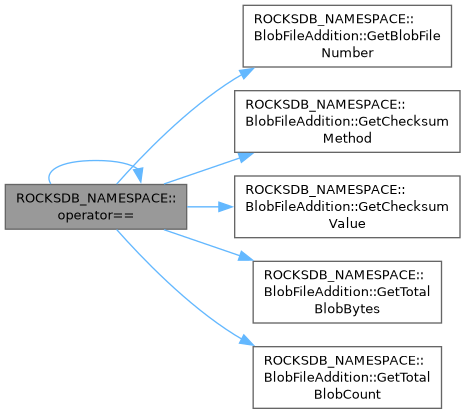 ROCKSDB_NAMESPACE::
BlobFileAddition::GetBlobFile
Number
ROCKSDB_NAMESPACE::
BlobFileAddition::GetChecksum
Method
ROCKSDB_NAMESPACE::
operator==
ROCKSDB_NAMESPACE::
BlobFileAddition::GetChecksum
Value
ROCKSDB_NAMESPACE::
BlobFileAddition::GetTotal
BlobBytes
ROCKSDB_NAMESPACE::
BlobFileAddition::GetTotal
BlobCount